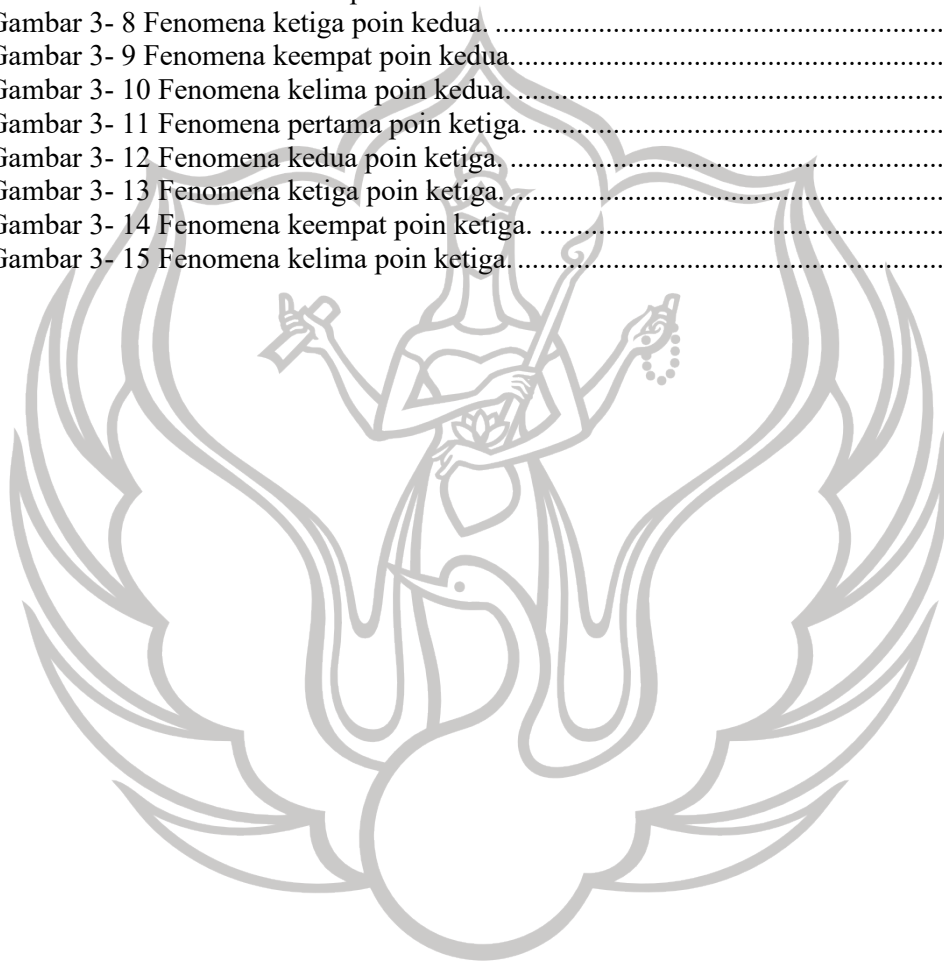 Gambar 3- 8 Fenomena ketiga poin kedua. ..........................................................
Gambar 3- 9 Fenomena keempat poin kedua. ..........................................................
Gambar 3- 10 Fenomena kelima poin kedua. ..........................................................
Gambar 3- 11 Fenomena pertama poin ketiga. ..........................................................
Gambar 3- 12 Fenomena kedua poin ketiga. ..........................................................
Gambar 3- 13 Fenomena ketiga poin ketiga. ..........................................................
Gambar 3- 14 Fenomena keempat poin ketiga. ..........................................................
Gambar 3- 15 Fenomena kelima poin ketiga. ..........................................................